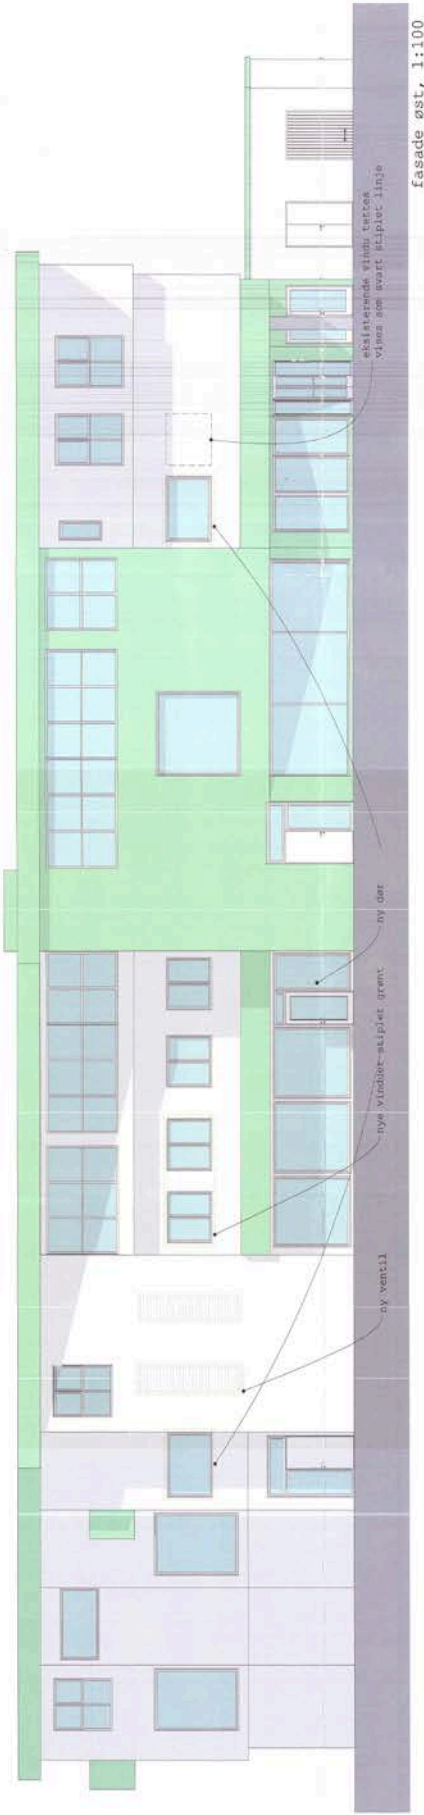 fasade øst, 1:100
eksisterende vindu tettes
vises som svart stiplet linje
ny dør
nye vinduer stiplet grønt
ny ventil